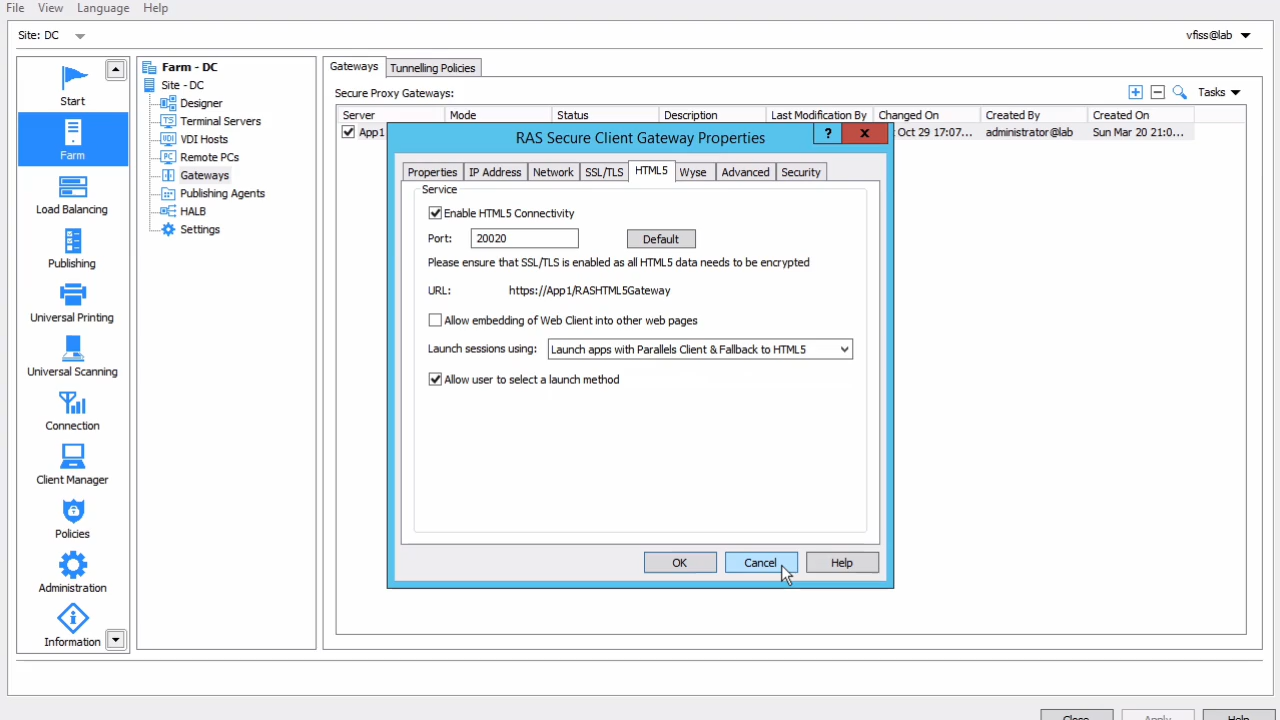 File View Language Help
Site: DC
vfiss@lab
Start
Farm
Load Balancing
Publishing
Universal Printing
Universal Scanning
Connection
Client Manager
Policies
Administration
Information
Farm - DC
Site - DC
Designer
TS Terminal Servers
VDI VDI Hosts
PC Remote PCs
Gateways
Publishing Agents
HALB
Settings
Gateways Tunnelling Policies
Secure Proxy Gateways:
Tasks
Server Mode Status Description Last Modification By Changed On Created By Created On
App1 Oct 29 17:07... administrator@lab Sun Mar 20 21:0...
RAS Secure Client Gateway Properties
? x
Properties IP Address Network SSL/TLS HTML5 Wyse Advanced Security
Service
Enable HTML5 Connectivity
Port: 20020 Default
Please ensure that SSL/TLS is enabled as all HTML5 data needs to be encrypted
URL: https://App1/RASHTML5Gateway
Allow embedding of Web Client into other web pages
Launch sessions using: Launch apps with Parallels Client & Fallback to HTML5
Allow user to select a launch method
OK Cancel Help
Close Apply Help